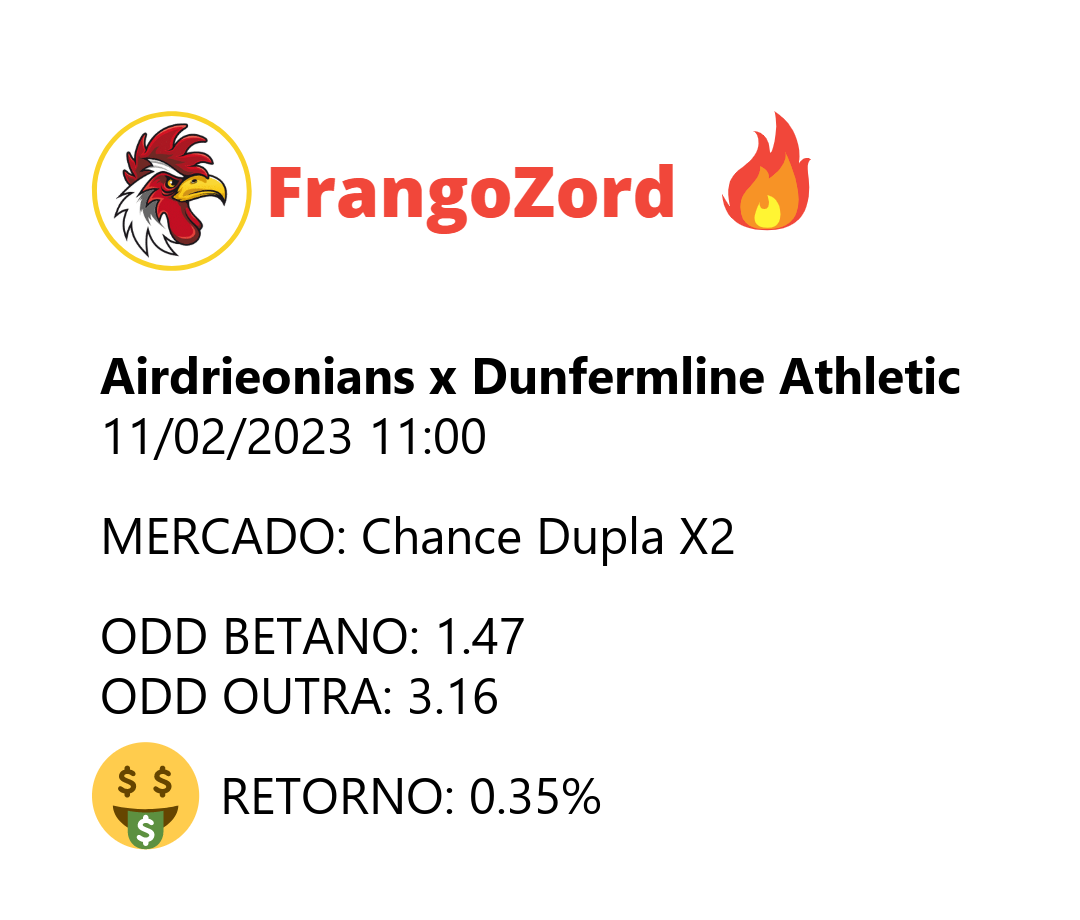 FrangoZord
Airdrieonians x Dunfermline Athletic
11/02/2023 11:00
MERCADO: Chance Dupla X2
ODD BETANO: 1.47
ODD OUTRA: 3.16
RETORNO: 0.35%